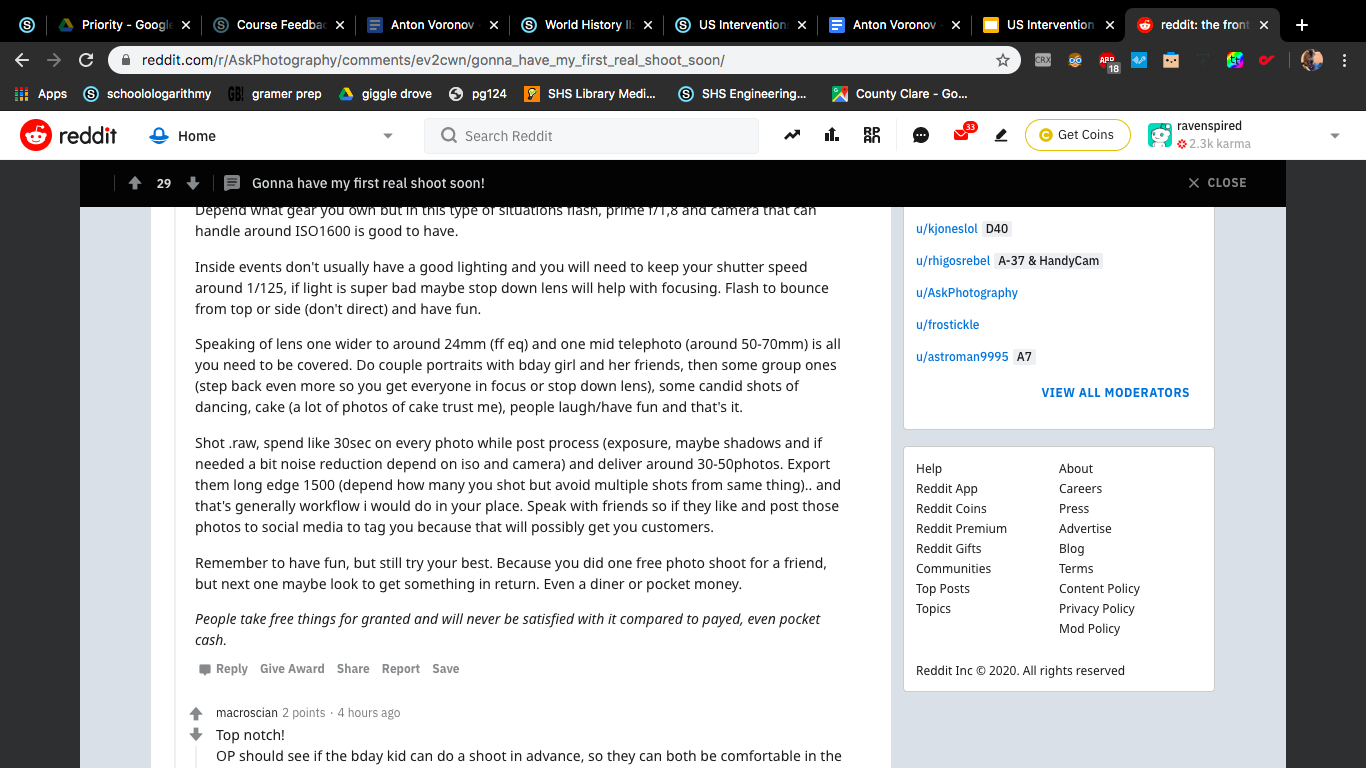 Priority - Google
Course Feedbac
Anton Voronov -
World History II:
US Intervention:
Anton Voronov -
US Intervention
reddit: the front
reddit.com/r/AskPhotography/comments/ev2cwn/gonna_have_my_first_real_shoot_soon/
CRX
ABP
18
Apps
schoolologarithmy
GB!
gramer prep
giggle drove
pg124
SHS Library Medi...
SHS Engineering...
County Clare - Go...
reddit
Home
Search Reddit
33
Get Coins
ravenspired
2.3k karma
29
Gonna have my first real shoot soon!
CLOSE
Depend what gear you own but in this type of situations flash, prime f/1,8 and camera that can
handle around ISO1600 is good to have.
Inside events don't usually have a good lighting and you will need to keep your shutter speed
around 1/125, if light is super bad maybe stop down lens will help with focusing. Flash to bounce
from top or side (don't direct) and have fun.
Speaking of lens one wider to around 24mm (ff eq) and one mid telephoto (around 50-70mm) is all
you need to be covered. Do couple portraits with bday girl and her friends, then some group ones
(step back even more so you get everyone in focus or stop down lens), some candid shots of
dancing, cake (a lot of photos of cake trust me), people laugh/have fun and that's it.
Shot .raw, spend like 30sec on every photo while post process (exposure, maybe shadows and if
needed a bit noise reduction depend on iso and camera) and deliver around 30-50photos. Export
them long edge 1500 (depend how many you shot but avoid multiple shots from same thing).. and
that's generally workflow i would do in your place. Speak with friends so if they like and post those
photos to social media to tag you because that will possibly get you customers.
Remember to have fun, but still try your best. Because you did one free photo shoot for a friend,
but next one maybe look to get something in return. Even a diner or pocket money.
People take free things for granted and will never be satisfied with it compared to payed, even pocket
cash.
Reply Give Award Share Report Save
macroscian 2 points · 4 hours ago
Top notch!
OP should see if the bday kid can do a shoot in advance, so they can both be comfortable in the
u/kjoneslol D40
u/rhigosrebel A-37 & HandyCam
u/AskPhotography
u/frostickle
u/astroman9995 A7
VIEW ALL MODERATORS
Help
Reddit App
Reddit Coins
Reddit Premium
Reddit Gifts
Communities
Top Posts
Topics
About
Careers
Press
Advertise
Blog
Terms
Content Policy
Privacy Policy
Mod Policy
Reddit Inc © 2020. All rights reserved